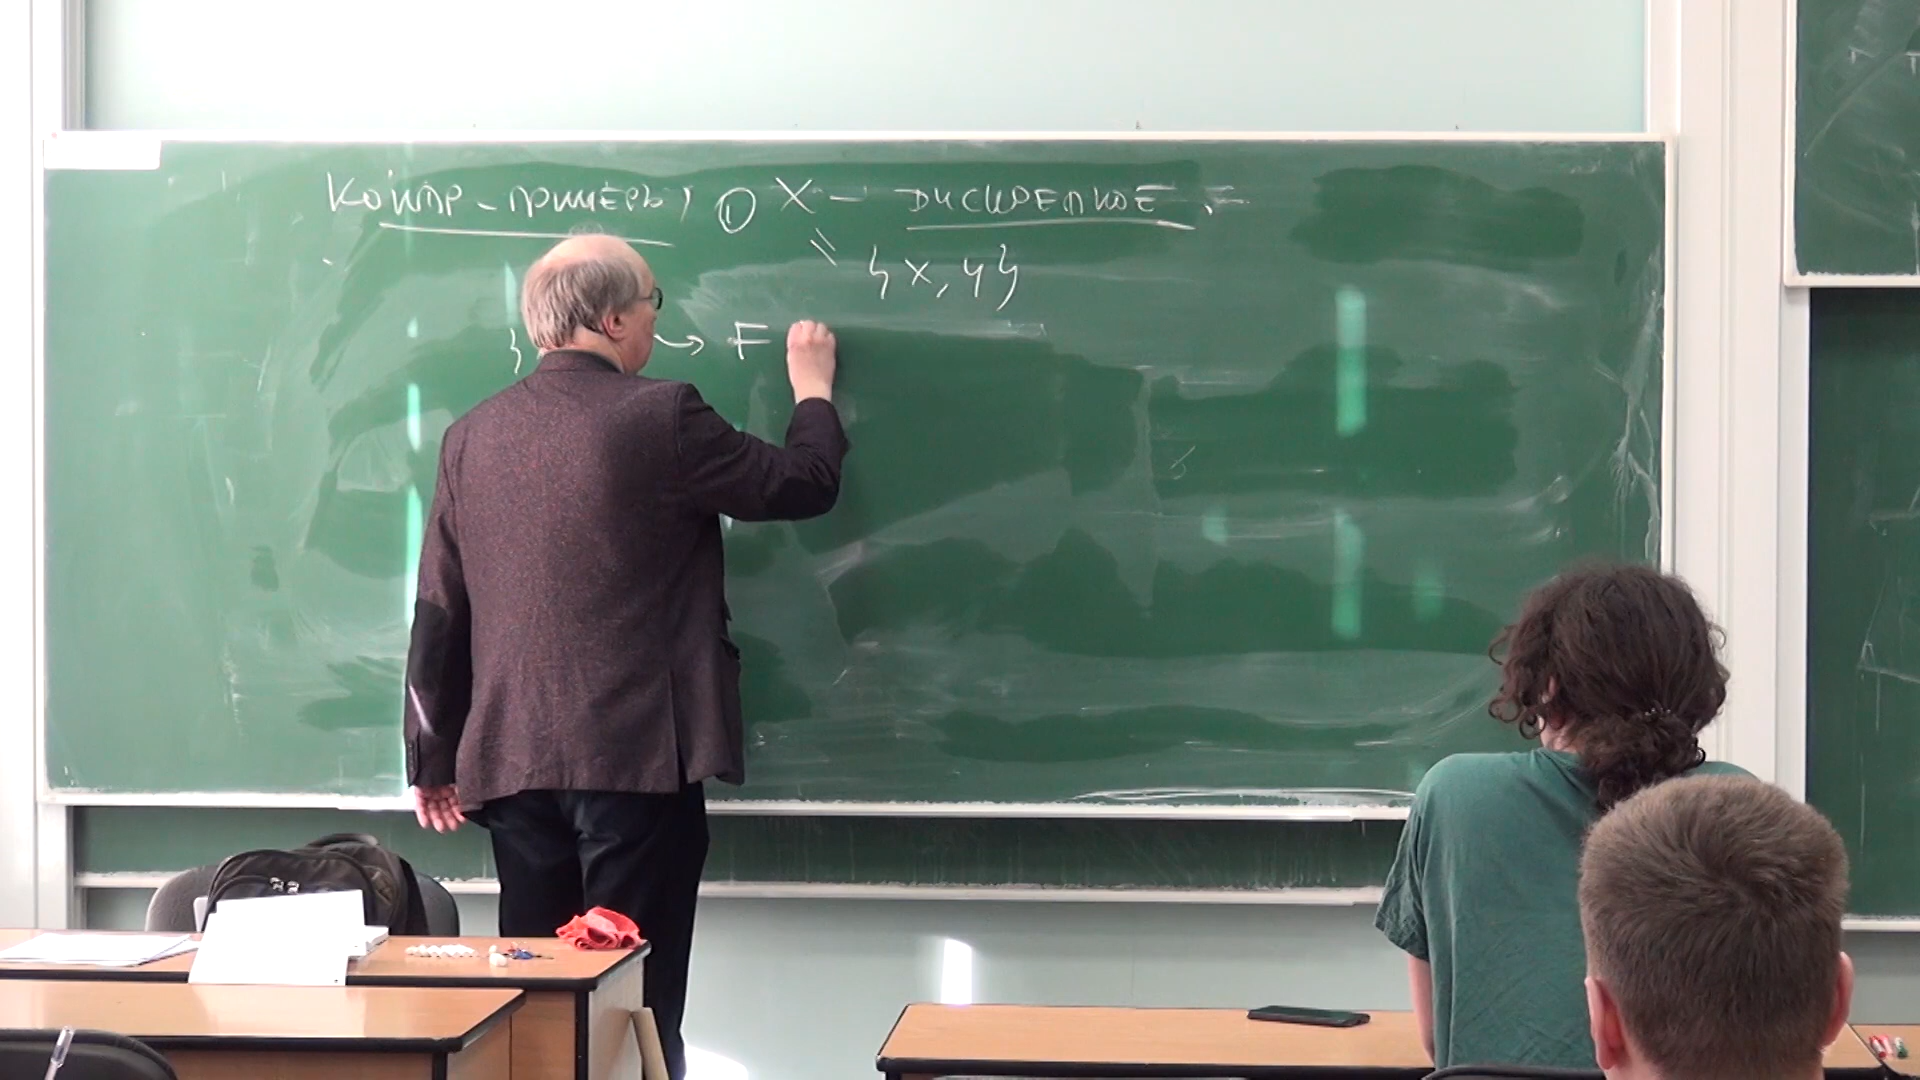 Контр-примеры, ① X - дискретное,
= {x, y}
→ F